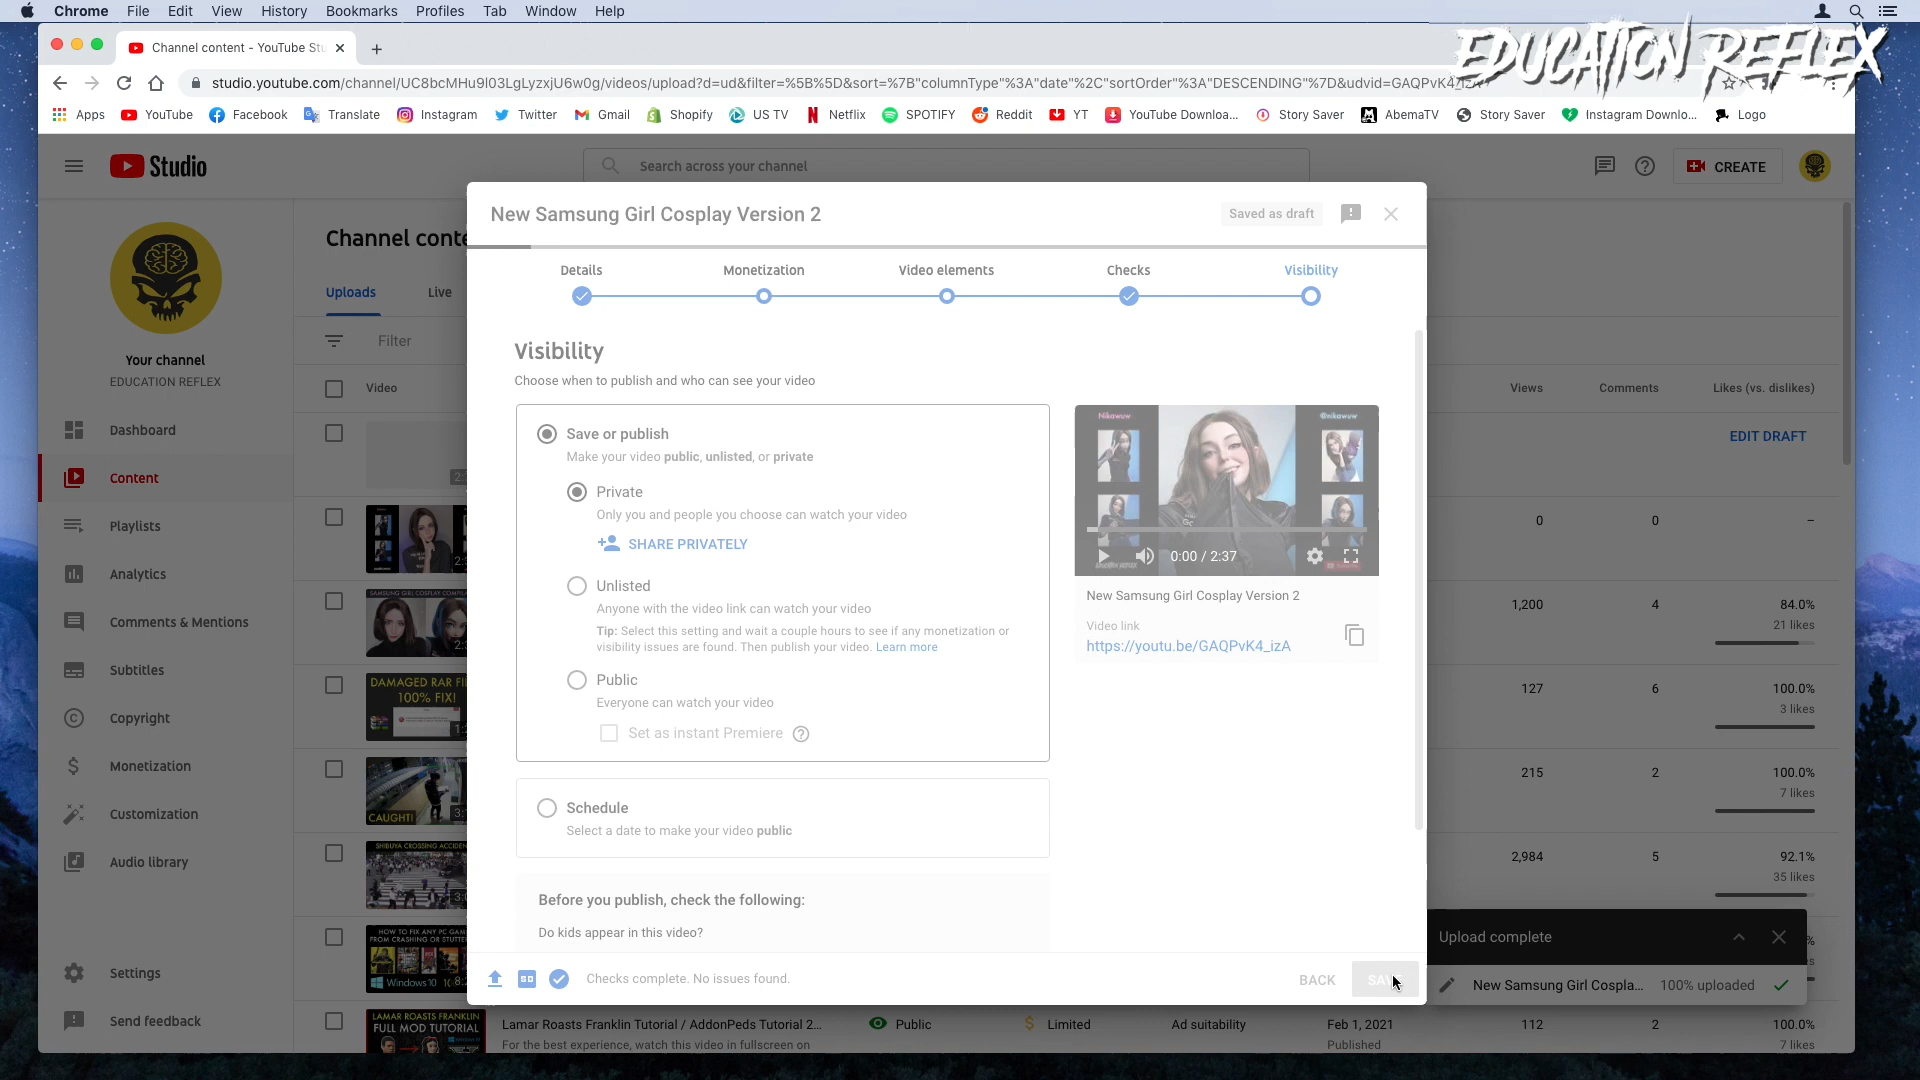 Chrome File Edit View History Bookmarks Profiles Tab Window Help
EDUCATION REFLEX
Channel content - YouTube Stu
studio.youtube.com/channel/UC8bcMHu9l03LgLyzxjU6w0g/videos/upload?d=ud&filter=%5B%5D&sort=%7B"columnType"%3A"date"%2C"sortOrder"%3A"DESCENDING"%7D&udvid=GAQPvK4_izA
Apps YouTube Facebook Translate Instagram Twitter Gmail Shopify US TV Netflix SPOTIFY Reddit YT YouTube Downloa... Story Saver AbemaTV Story Saver Instagram Downlo... Logo
Studio
Search across your channel
CREATE
New Samsung Girl Cosplay Version 2
Saved as draft
Channel conte
Details Monetization Video elements Checks Visibility
Uploads Live
Filter
Your channel
EDUCATION REFLEX
Video
Views Comments Likes (vs. dislikes)
Dashboard
Content
Playlists
Analytics
Comments & Mentions
Subtitles
Copyright
Monetization
Customization
Audio library
Settings
Send feedback
SAMSUNG GIRL COSPLAY COMPIL
DAMAGED RAR FI
100% FIX!
CAUGHT!
SHIBUYA CROSSING ACCIDEN
HOW TO FIX ANY PC GAM
FROM CRASHING OR STUTTE
Windows 10
LAMAR ROASTS FRANKLIN
FULL MOD TUTORIAL
Visibility
Choose when to publish and who can see your video
Save or publish
Make your video public, unlisted, or private
Private
Only you and people you choose can watch your video
SHARE PRIVATELY
Unlisted
Anyone with the video link can watch your video
Tip: Select this setting and wait a couple hours to see if any monetization or
visibility issues are found. Then publish your video. Learn more
Public
Everyone can watch your video
Set as instant Premiere
Schedule
Select a date to make your video public
Before you publish, check the following:
Do kids appear in this video?
Nikawuw @nikawuw
0:00 / 2:37
New Samsung Girl Cosplay Version 2
Video link
https://youtu.be/GAQPvK4_izA
EDIT DRAFT
0 0 –
1,200 4 84.0%
21 likes
127 6 100.0%
3 likes
215 2 100.0%
7 likes
2,984 5 92.1%
35 likes
Checks complete. No issues found.
BACK
Upload complete
New Samsung Girl Cospla... 100% uploaded
Lamar Roasts Franklin Tutorial / AddonPeds Tutorial 2... Public Limited Ad suitability Feb 1, 2021 112 2 100.0%
For the best experience, watch this video in fullscreen on Published 7 likes